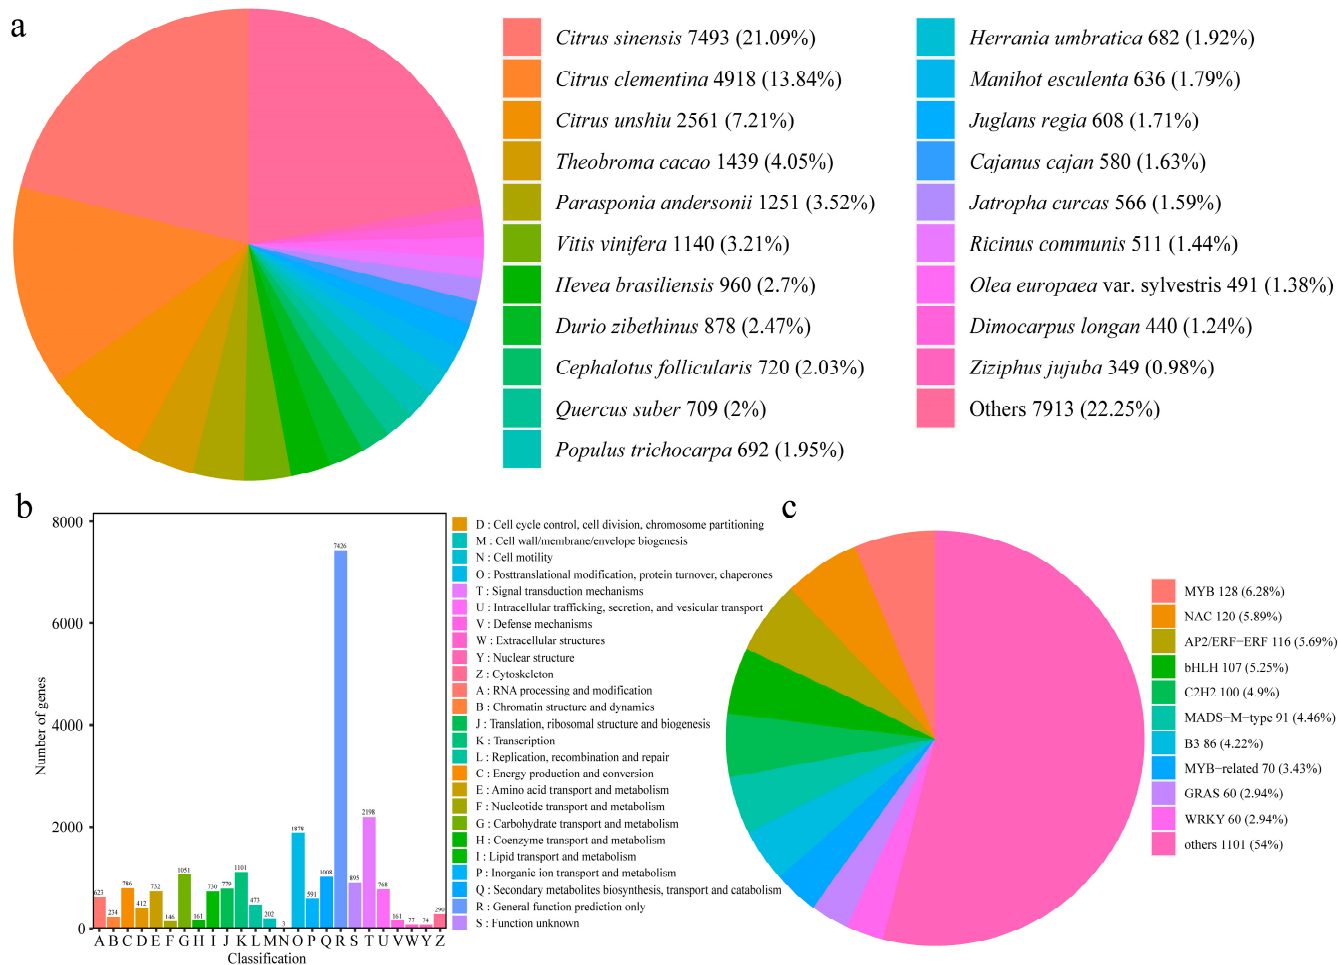 a
Citrus sinensis 7493 (21.09%)
Citrus clementina 4918 (13.84%)
Citrus unshiu 2561 (7.21%)
Theobroma cacao 1439 (4.05%)
Parasponia andersonii 1251 (3.52%)
Vitis vinifera 1140 (3.21%)
Hevea brasiliensis 960 (2.7%)
Durio zibethinus 878 (2.47%)
Cephalotus follicularis 720 (2.03%)
Quercus suber 709 (2%)
Populus trichocarpa 692 (1.95%)
Herrania umbratica 682 (1.92%)
Manihot esculenta 636 (1.79%)
Juglans regia 608 (1.71%)
Cajanus cajan 580 (1.63%)
Jatropha curcas 566 (1.59%)
Ricinus communis 511 (1.44%)
Olea europaea var. sylvestris 491 (1.38%)
Dimocarpus longan 440 (1.24%)
Ziziphus jujuba 349 (0.98%)
Others 7913 (22.25%)
b
Number of genes
8000
6000
4000
2000
0
623 234 786 412 732 146 1051 161 730 779 1101 473 202 3 1878 591 1008 7426 895 2198 768 161 77 74 290
A B C D E F G H I J K L M N O P Q R S T U V W Y Z
Classification
D : Cell cycle control, cell division, chromosome partitioning
M : Cell wall/membrane/envelope biogenesis
N : Cell motility
O : Posttranslational modification, protein turnover, chaperones
T : Signal transduction mechanisms
U : Intracellular trafficking, secretion, and vesicular transport
V : Defense mechanisms
W : Extracellular structures
Y : Nuclear structure
Z : Cytoskeleton
A : RNA processing and modification
B : Chromatin structure and dynamics
J : Translation, ribosomal structure and biogenesis
K : Transcription
L : Replication, recombination and repair
C : Energy production and conversion
E : Amino acid transport and metabolism
F : Nucleotide transport and metabolism
G : Carbohydrate transport and metabolism
H : Coenzyme transport and metabolism
I : Lipid transport and metabolism
P : Inorganic ion transport and metabolism
Q : Secondary metabolites biosynthesis, transport and catabolism
R : General function prediction only
S : Function unknown
c
MYB 128 (6.28%)
NAC 120 (5.89%)
AP2/ERF−ERF 116 (5.69%)
bHLH 107 (5.25%)
C2H2 100 (4.9%)
MADS−M−type 91 (4.46%)
B3 86 (4.22%)
MYB−related 70 (3.43%)
GRAS 60 (2.94%)
WRKY 60 (2.94%)
others 1101 (54%)